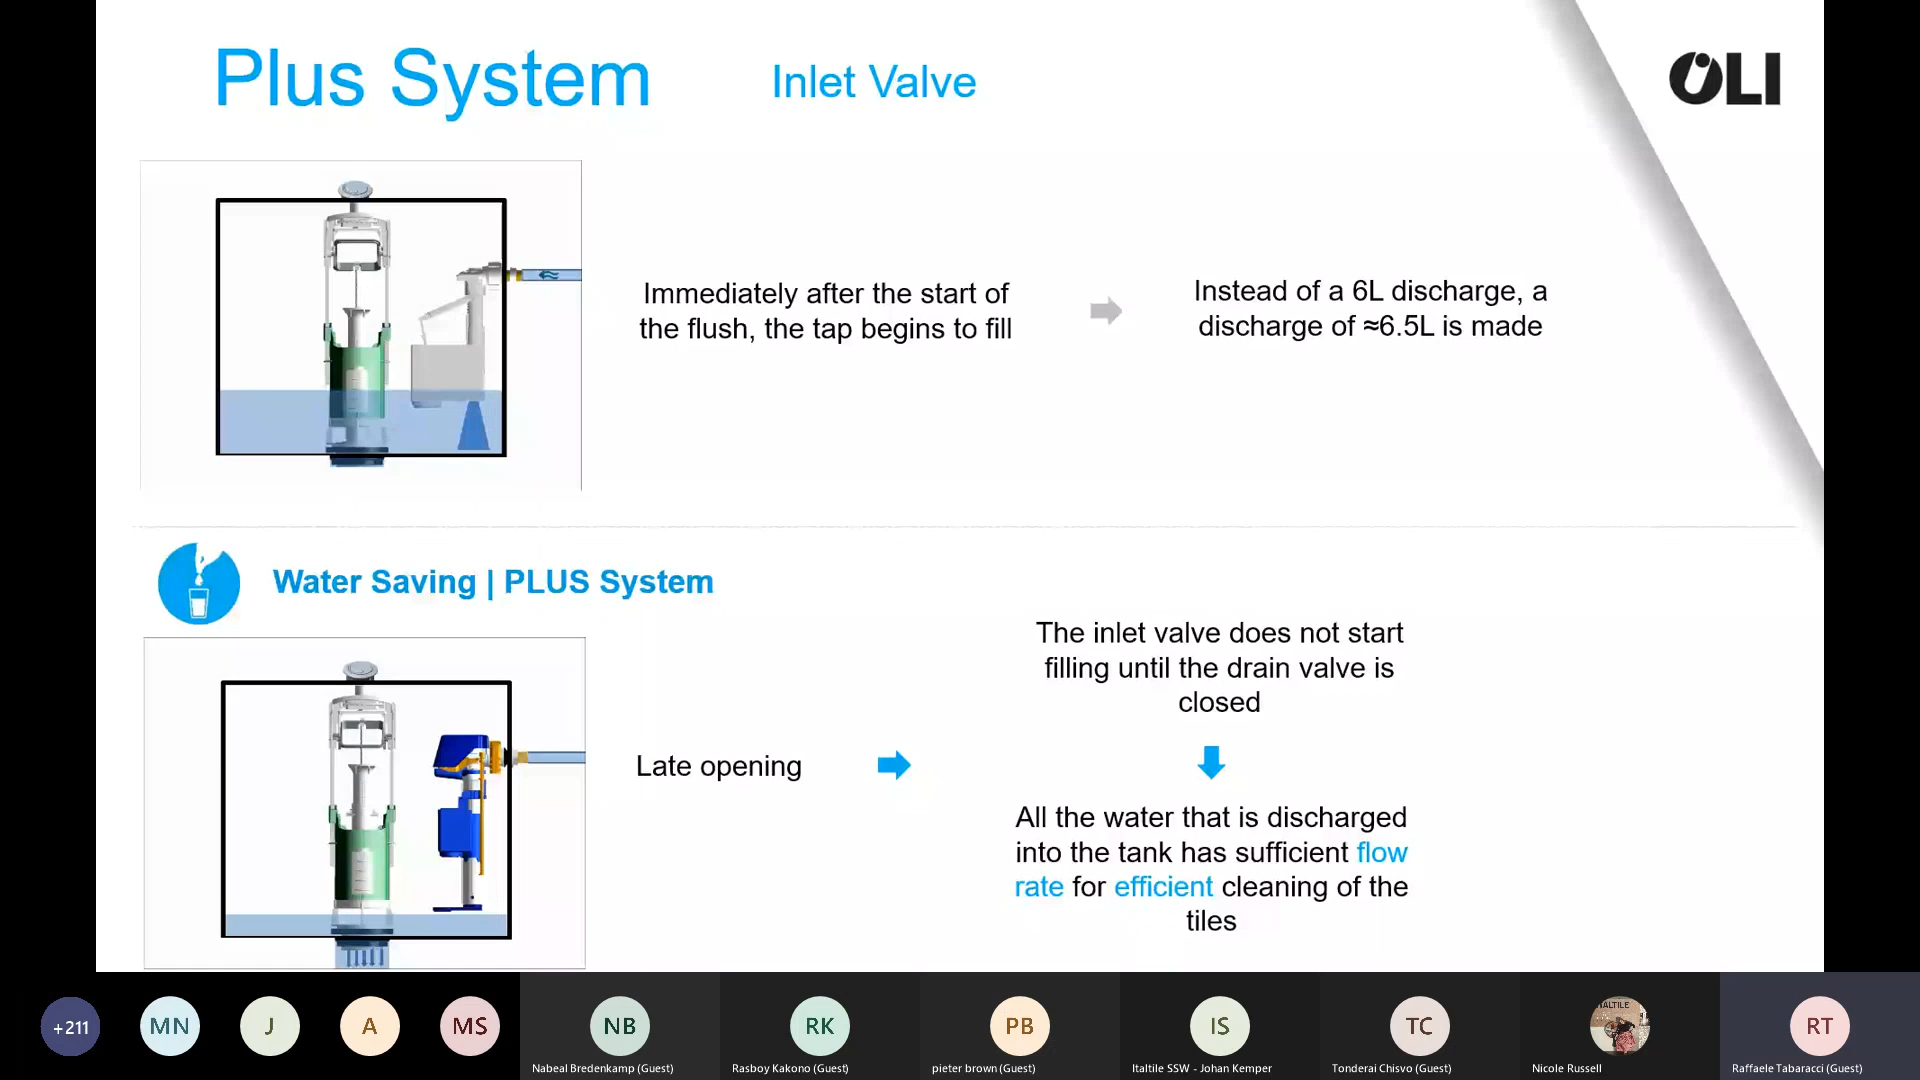 Plus System
Inlet Valve
OLI
Immediately after the start of
the flush, the tap begins to fill
Instead of a 6L discharge, a
discharge of ≈6.5L is made
Water Saving | PLUS System
The inlet valve does not start
filling until the drain valve is
closed
Late opening
All the water that is discharged
into the tank has sufficient flow
rate for efficient cleaning of the
tiles
+211
MN
J
A
MS
NB
RK
PB
IS
TC
ALTILE
RT
Nabeal Bredenkamp (Guest)
Rasboy Kakono (Guest)
pieter brown (Guest)
Italtile SSW - Johan Kemper
Tonderai Chisvo (Guest)
Nicole Russell
Raffaele Tabaracci (Guest)